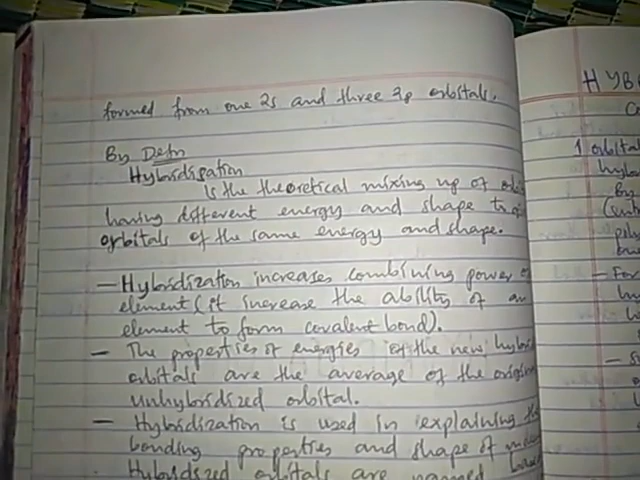 formed from one 2s and three 2p orbitals.
By Defn
Hybridization
is the theoretical mixing up of
having different energy and shape to
orbitals of the same energy and shape.
- Hybridization increases combining power of
element (it increase the ability of an
element to form covalent bond).
- The properties of energies of the new hybrid
orbitals are the average of the
unhybridized orbital.
- Hybridization is used in explaining the
bonding properties and shape of
Hybridized orbitals are named
HYB
1 orbital
By
- For